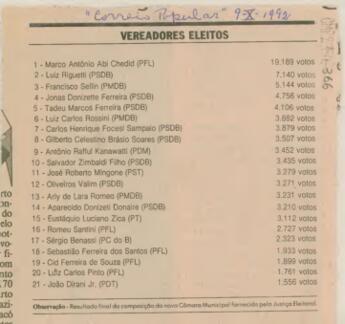 "Correio Popular" 9-X-1992
VEREADORES ELEITOS
1 - Marco Antônio Abi Chedid (PFL) 19.189 votos
2 - Luiz Riguetti (PSDB) 7.140 votos
3 - Francisco Sellin (PMDB) 5.144 votos
4 - Jonas Donizette Ferreira (PSDB) 4.756 votos
5 - Tadeu Marcos Ferreira (PSDB) 4.106 votos
6 - Luiz Carlos Rossini (PMDB) 3.882 votos
7 - Carlos Henrique Focesi Sampaio (PSDB) 3.879 votos
8 - Gilberto Celestino Brásio Soares (PSDB) 3.507 votos
9 - Antônio Rafful Kanawatti (PDM) 3.452 votos
10 - Salvador Zimbaldi Filho (PSDB) 3.435 votos
11 - José Roberto Mingone (PST) 3.279 votos
12 - Oliveiros Valim (PSDB) 3.271 votos
13 - Arly de Lara Romeo (PMDB) 3.231 votos
14 - Aparecido Donizeti Donaire (PSDB) 3.210 votos
15 - Eustáquio Luciano Zica (PT) 3.112 votos
16 - Romeu Santini (PFL) 2.727 votos
17 - Sérgio Benassi (PC do B) 2.323 votos
18 - Sebastião Ferreira dos Santos (PFL) 1.933 votos
19 - Cid Ferreira de Souza (PFL) 1.899 votos
20 - Luiz Carlos Pinto (PFL) 1.761 votos
21 - João Dirani Jr. (PDT) 1.556 votos
Observação - Resultado final da composição da nova Câmara Municipal fornecido pela Justiça Eleitoral.